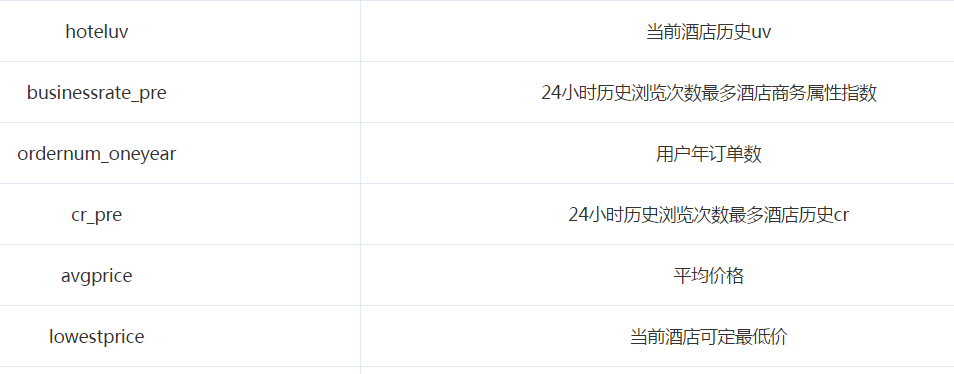 hoteluv 当前酒店历史uv
businessrate_pre 24小时历史浏览次数最多酒店商务属性指数
ordernum_oneyear 用户年订单数
cr_pre 24小时历史浏览次数最多酒店历史cr
avgprice 平均价格
lowestprice 当前酒店可定最低价